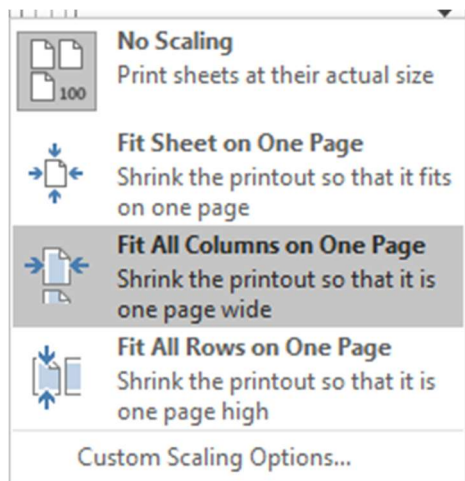 No Scaling
Print sheets at their actual size
100
Fit Sheet on One Page
Shrink the printout so that it fits
on one page
Fit All Columns on One Page
Shrink the printout so that it is
one page wide
Fit All Rows on One Page
Shrink the printout so that it is
one page high
Custom Scaling Options...